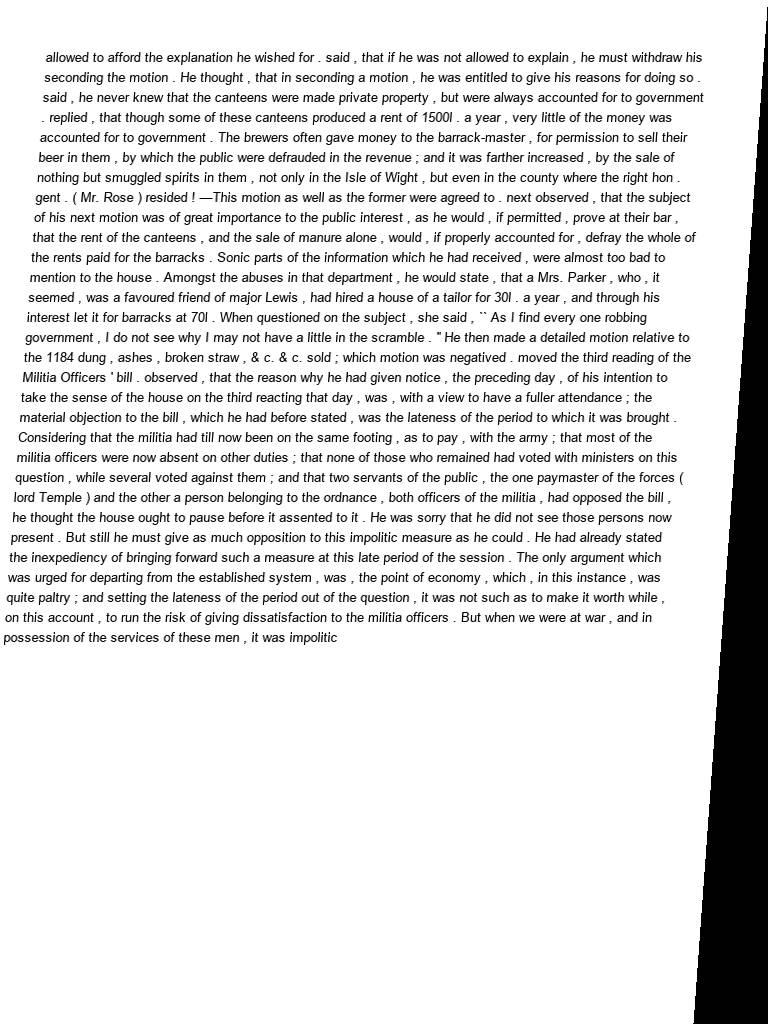 allowed to afford the explanation he wished for . said , that if he was not allowed to explain , he must withdraw his
seconding the motion . He thought , that in seconding a motion , he was entitled to give his reasons for doing so .
said , he never knew that the canteens were made private property , but were always accounted for to government
. replied , that though some of these canteens produced a rent of 1500l . a year , very little of the money was
accounted for to government . The brewers often gave money to the barrack-master , for permission to sell their
beer in them , by which the public were defrauded in the revenue ; and it was farther increased , by the sale of
nothing but smuggled spirits in them , not only in the Isle of Wight , but even in the county where the right hon .
gent . ( Mr. Rose ) resided ! —This motion as well as the former were agreed to . next observed , that the subject
of his next motion was of great importance to the public interest , as he would , if permitted , prove at their bar ,
that the rent of the canteens , and the sale of manure alone , would , if properly accounted for , defray the whole of
the rents paid for the barracks . Sonic parts of the information which he had received , were almost too bad to
mention to the house . Amongst the abuses in that department , he would state , that a Mrs. Parker , who , it
seemed , was a favoured friend of major Lewis , had hired a house of a tailor for 30l . a year , and through his
interest let it for barracks at 70l . When questioned on the subject , she said , `` As I find every one robbing
government , I do not see why I may not have a little in the scramble . '' He then made a detailed motion relative to
the 1184 dung , ashes , broken straw , & c. & c. sold ; which motion was negatived . moved the third reading of the
Militia Officers ' bill . observed , that the reason why he had given notice , the preceding day , of his intention to
take the sense of the house on the third reacting that day , was , with a view to have a fuller attendance ; the
material objection to the bill , which he had before stated , was the lateness of the period to which it was brought .
Considering that the militia had till now been on the same footing , as to pay , with the army ; that most of the
militia officers were now absent on other duties ; that none of those who remained had voted with ministers on this
question , while several voted against them ; and that two servants of the public , the one paymaster of the forces (
lord Temple ) and the other a person belonging to the ordnance , both officers of the militia , had opposed the bill ,
he thought the house ought to pause before it assented to it . He was sorry that he did not see those persons now
present . But still he must give as much opposition to this impolitic measure as he could . He had already stated
the inexpediency of bringing forward such a measure at this late period of the session . The only argument which
was urged for departing from the established system , was , the point of economy , which , in this instance , was
quite paltry ; and setting the lateness of the period out of the question , it was not such as to make it worth while ,
on this account , to run the risk of giving dissatisfaction to the militia officers . But when we were at war , and in
possession of the services of these men , it was impolitic